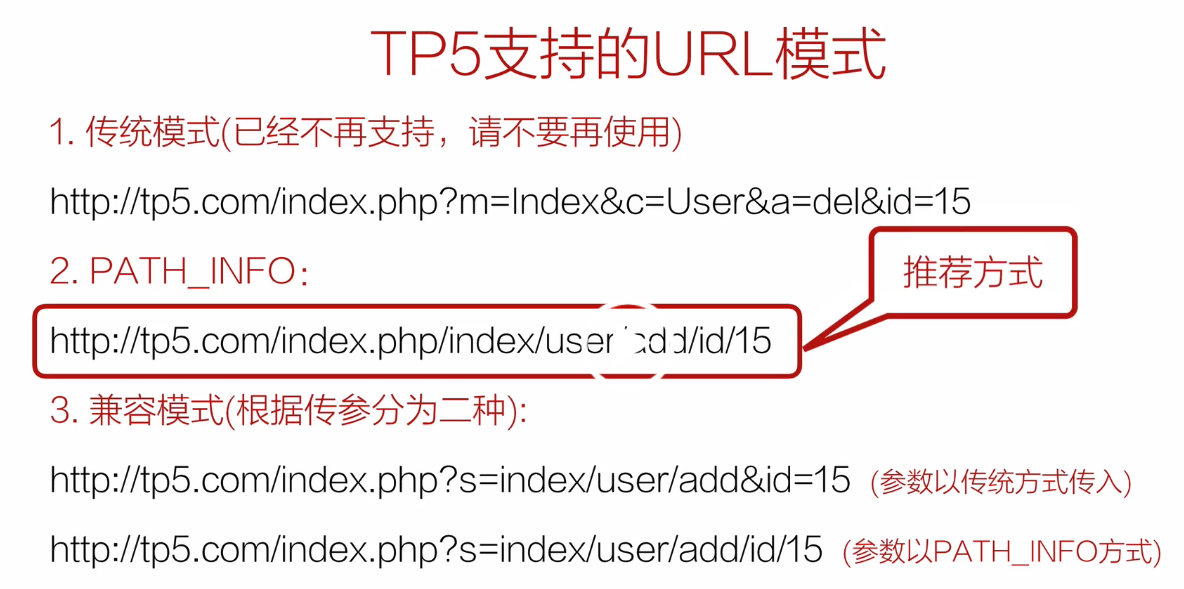 TP5支持的URL模式
1. 传统模式(已经不再支持，请不要再使用)
http://tp5.com/index.php?m=Index&c=User&a=del&id=15
2. PATH_INFO：
推荐方式
http://tp5.com/index.php/index/user/add/id/15
3. 兼容模式(根据传参分为二种):
http://tp5.com/index.php?s=index/user/add&id=15 (参数以传统方式传入)
http://tp5.com/index.php?s=index/user/add/id/15 (参数以PATH_INFO方式)